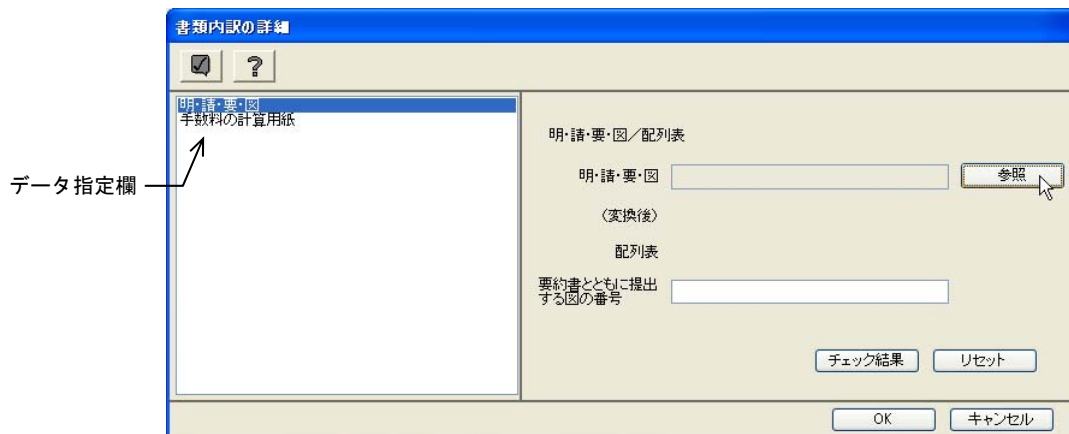 書類内訳の詳細
?
明・請・要・図
手数料の計算用紙
データ指定欄
明・請・要・図／配列表
明・請・要・図
参照
〈変換後〉
配列表
要約書とともに提出
する図の番号
チェック結果
リセット
OK
キャンセル